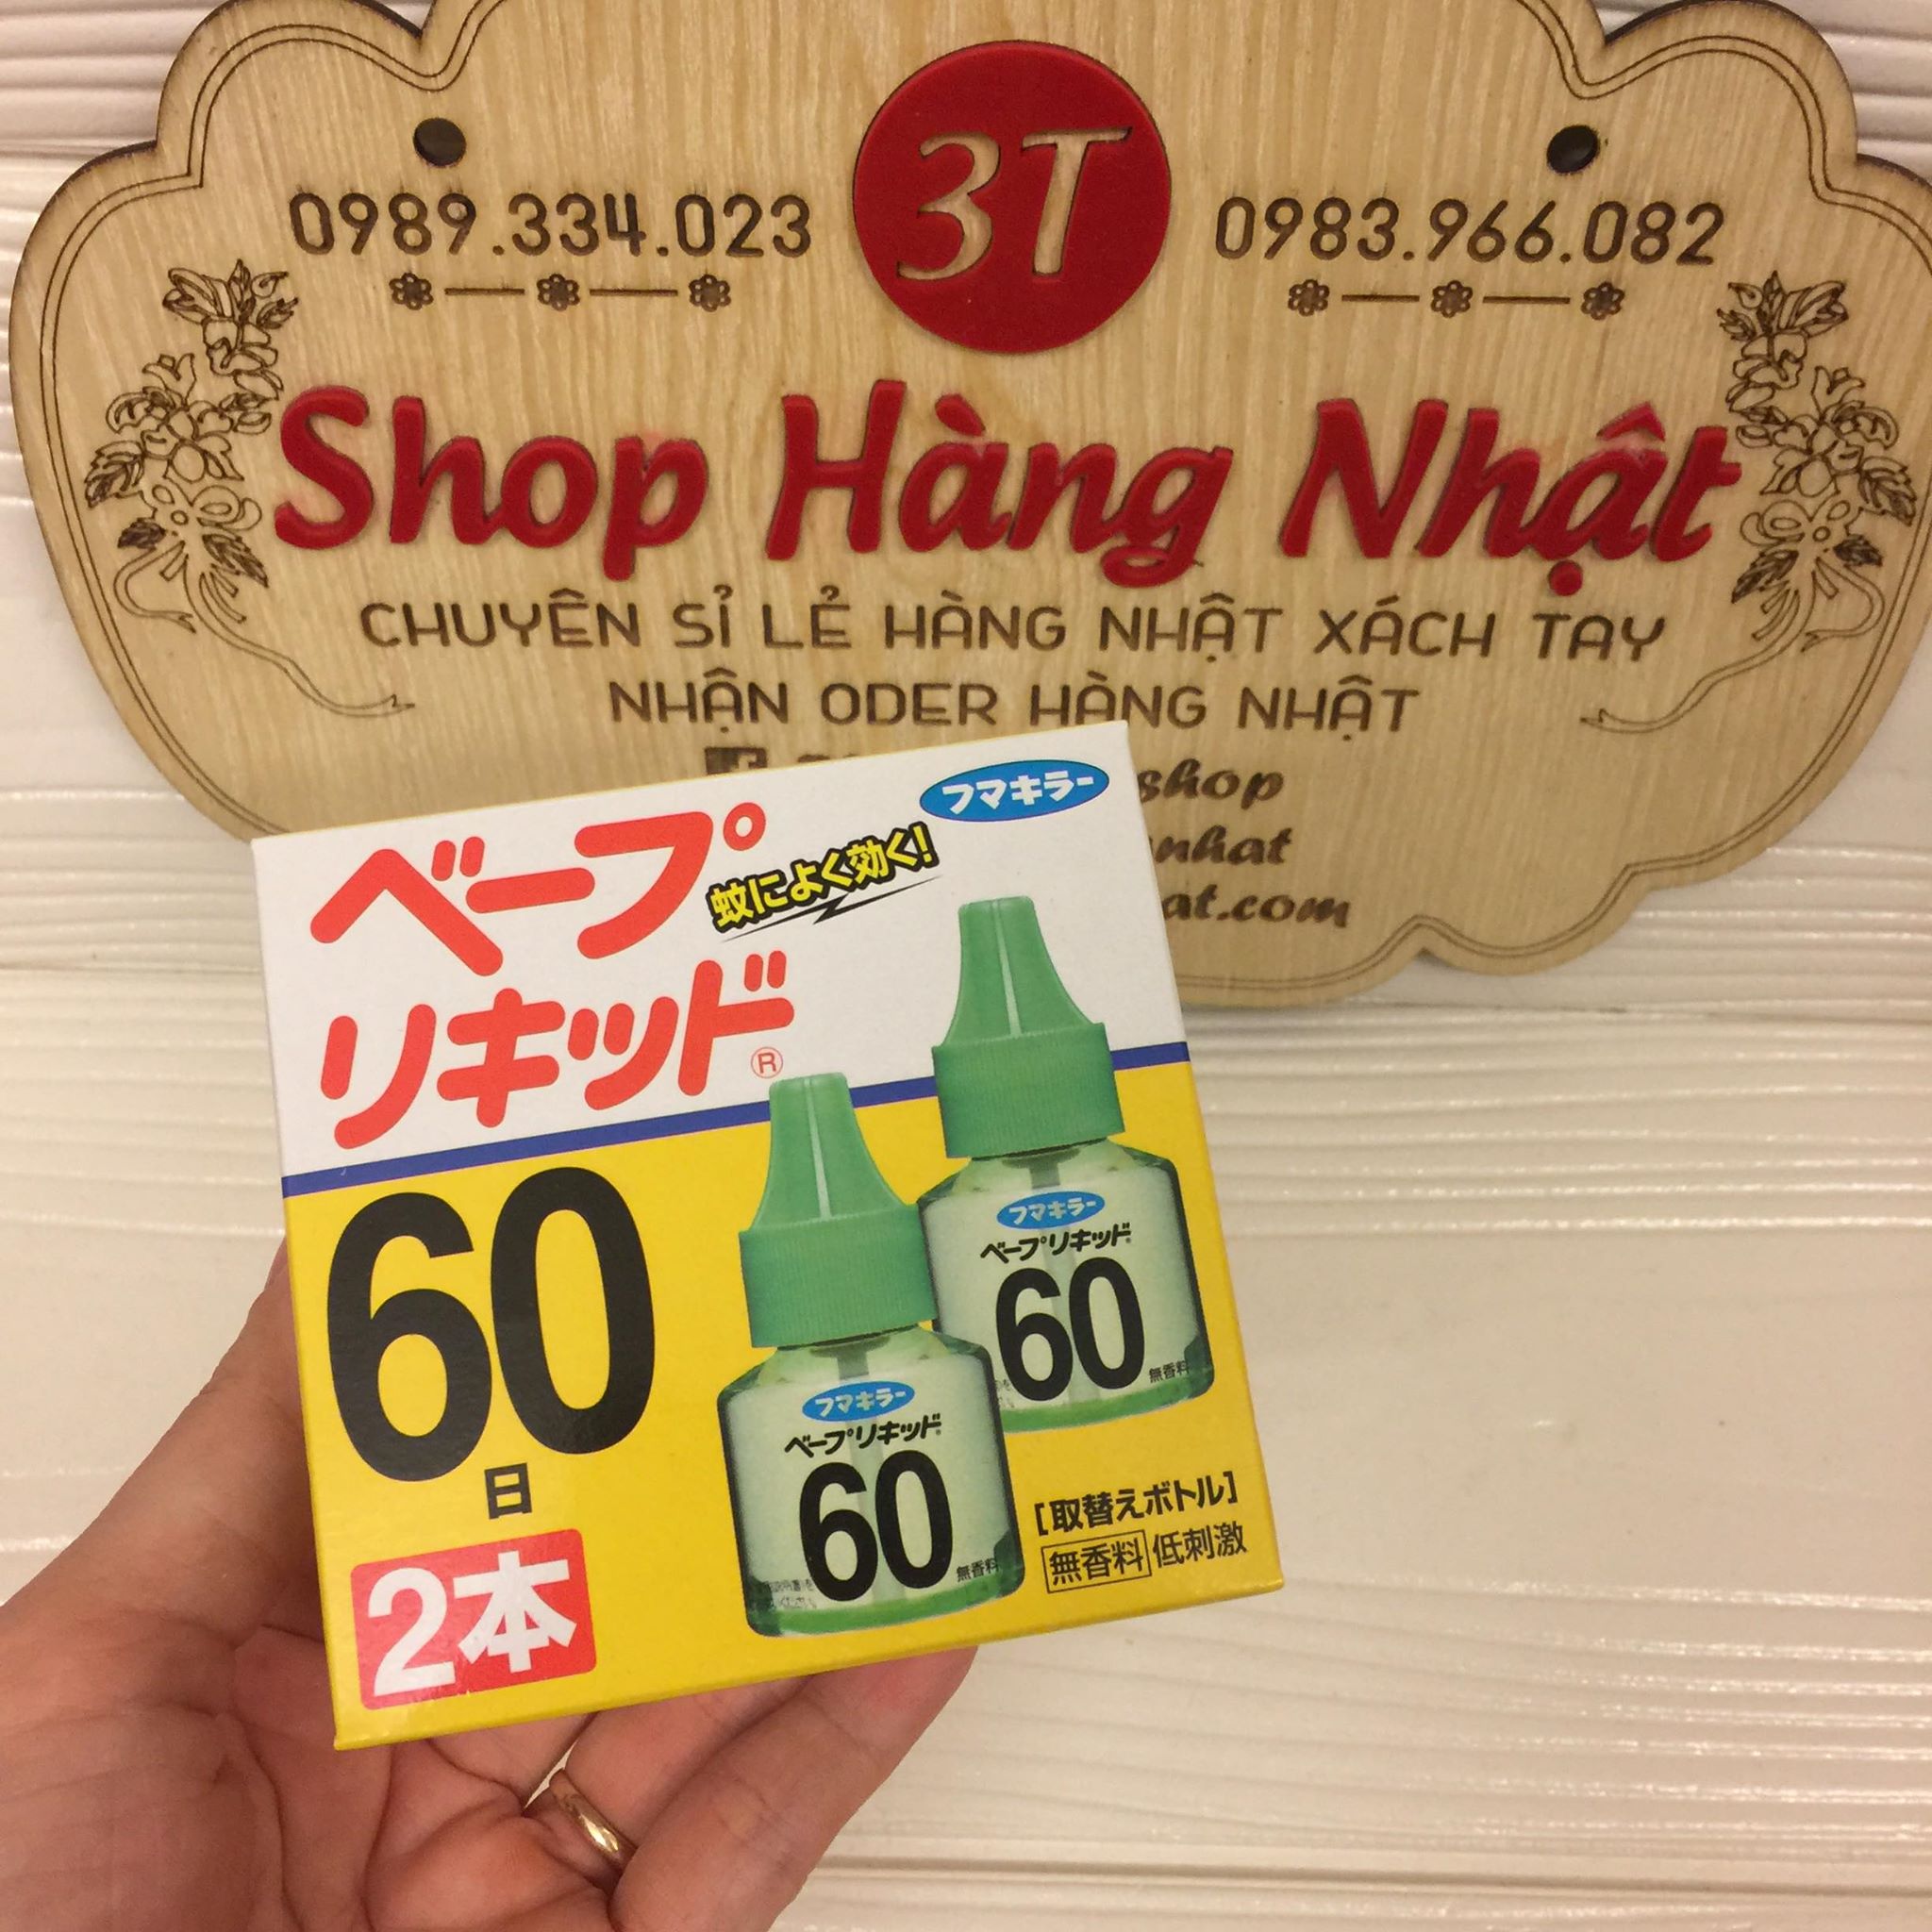 3T
0989.334.023
0983.966.082
Shop Hàng Nhật
CHUYÊN SỈ LẺ HÀNG NHẬT XÁCH TAY
NHẬN ODER HÀNG NHẬT
shop
nhat
at.com
フマキラー
ベープ
蚊によく効く!
リキッド®
60
日
2本
フマキラー
ベープリキッド
60
無香料
フマキラー
ベープリキッド
60
無香料
[取替えボトル]
無香料 低刺激